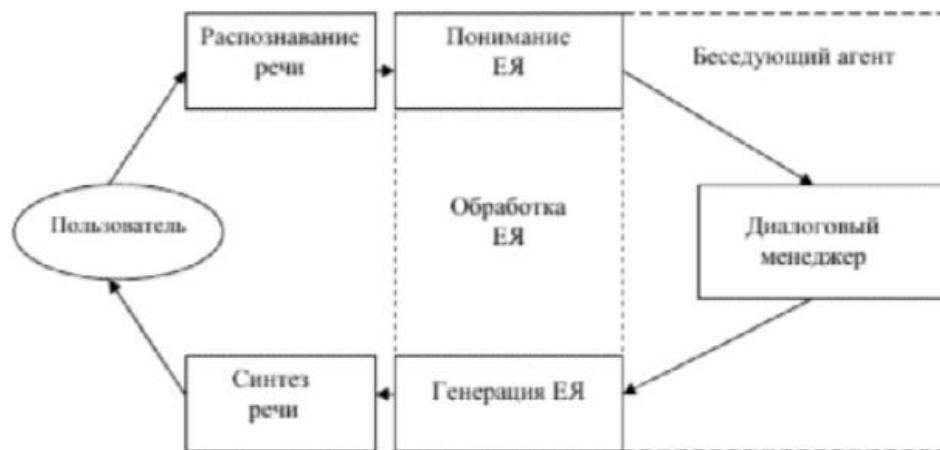 Распознавание
речи
Понимание
ЕЯ
Беседующий агент
Пользователь
Обработка
ЕЯ
Диалоговый
менеджер
Синтез
речи
Генерация ЕЯ